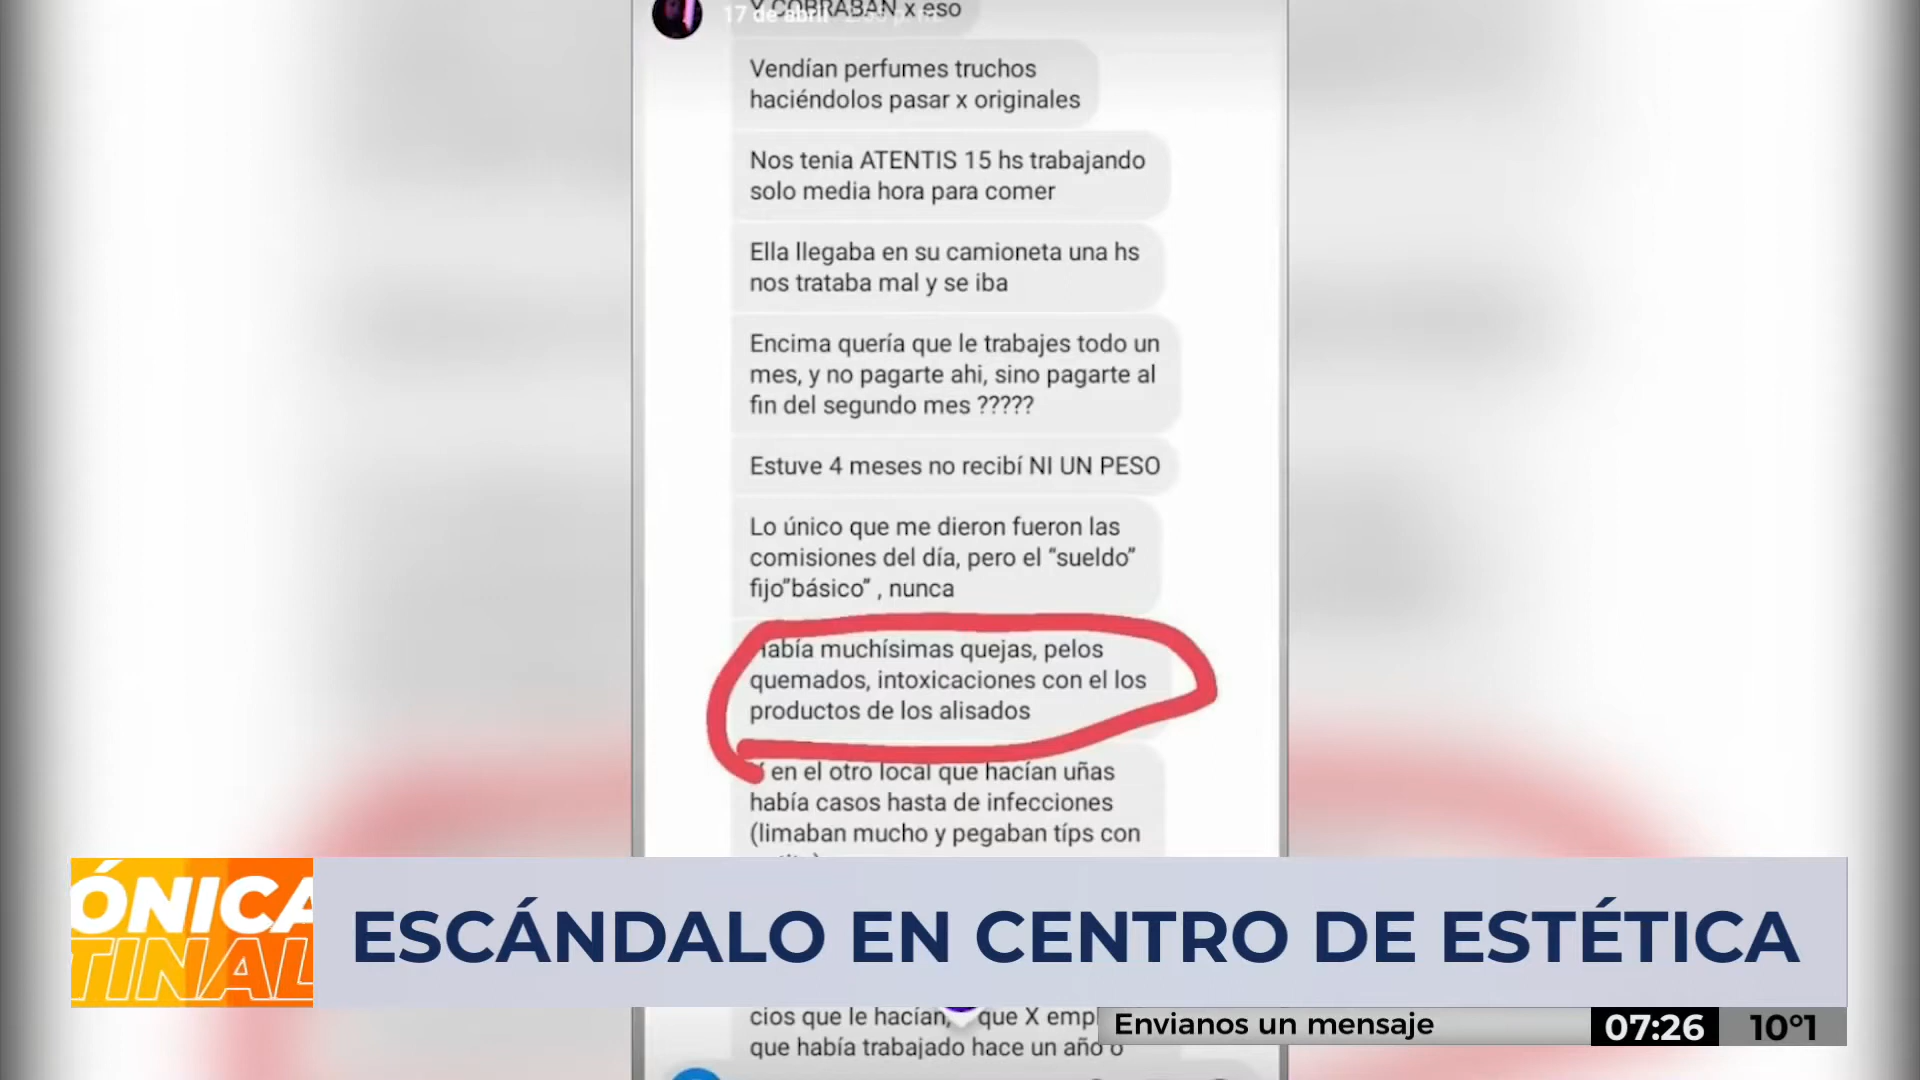 17 de abril
Y COBRABAN x eso
Vendían perfumes truchos
haciéndolos pasar x originales
Nos tenia ATENTIS 15 hs trabajando
solo media hora para comer
Ella llegaba en su camioneta una hs
nos trataba mal y se iba
Encima quería que le trabajes todo un
mes, y no pagarte ahi, sino pagarte al
fin del segundo mes ?????
Estuve 4 meses no recibí NI UN PESO
Lo único que me dieron fueron las
comisiones del día, pero el “sueldo”
fijo”básico” , nunca
abía muchísimas quejas, pelos
quemados, intoxicaciones con el los
productos de los alisados
Y en el otro local que hacían uñas
había casos hasta de infecciones
(limaban mucho y pegaban típs con
ÓNICA
TINAL
ESCÁNDALO EN CENTRO DE ESTÉTICA
cios que le hacían, que X emp
que había trabajado hace un año o
Envianos un mensaje
07:26
10°1